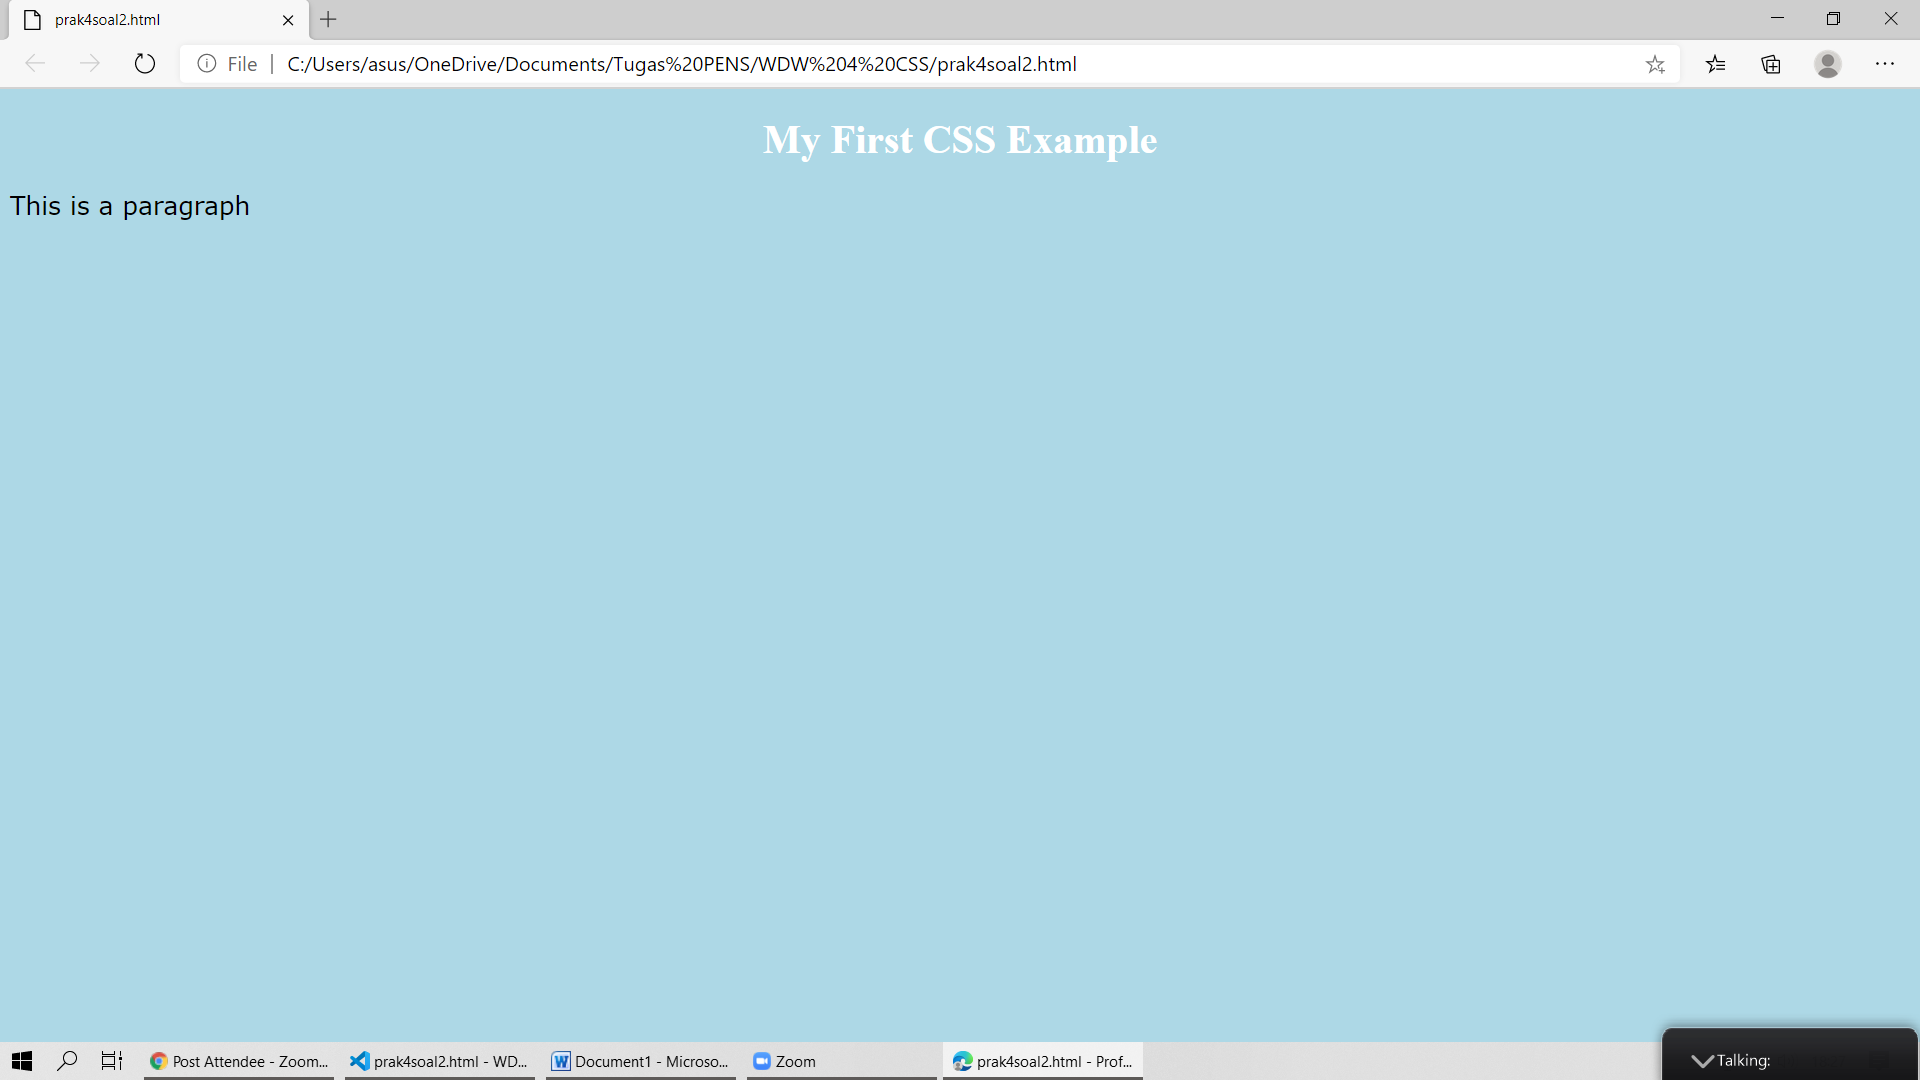 prak4soal2.html
File | C:/Users/asus/OneDrive/Documents/Tugas%20PENS/WDW%204%20CSS/prak4soal2.html
My First CSS Example
This is a paragraph
Post Attendee - Zoom... prak4soal2.html - WD... Document1 - Microso... Zoom prak4soal2.html - Prof... Talking: